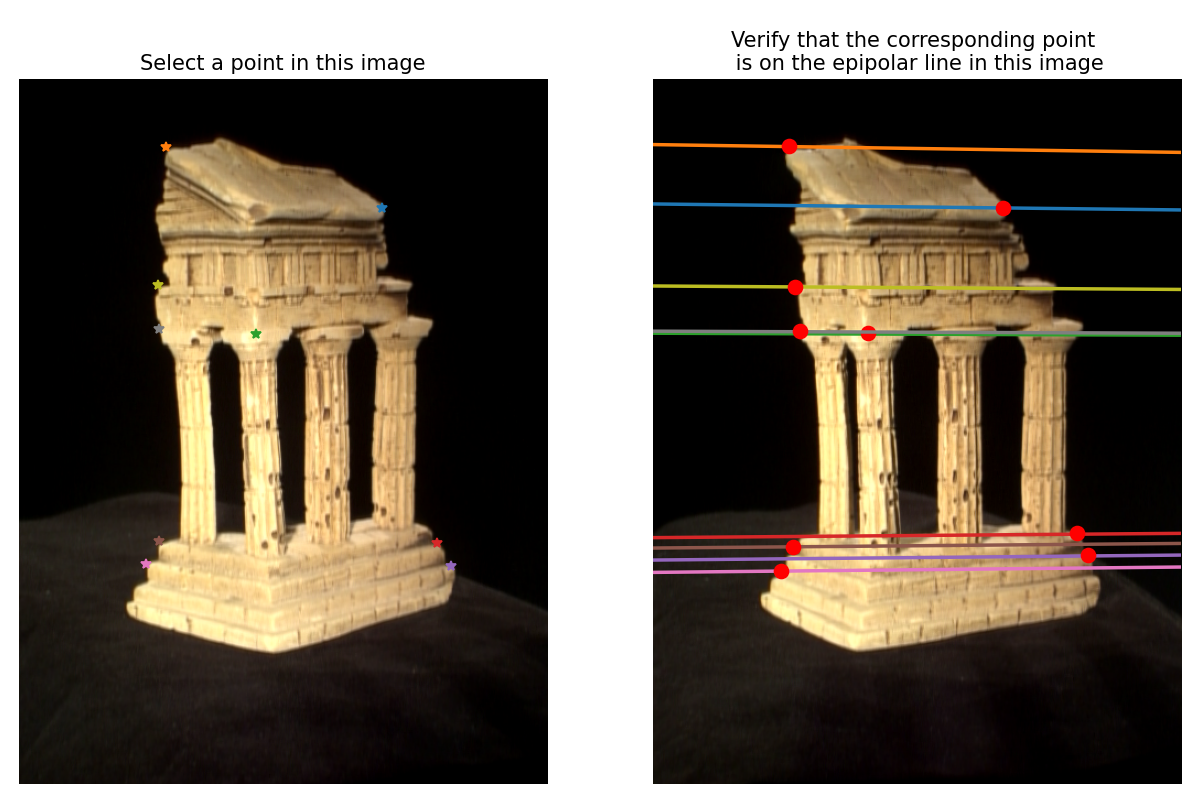 Select a point in this image
Verify that the corresponding point
is on the epipolar line in this image